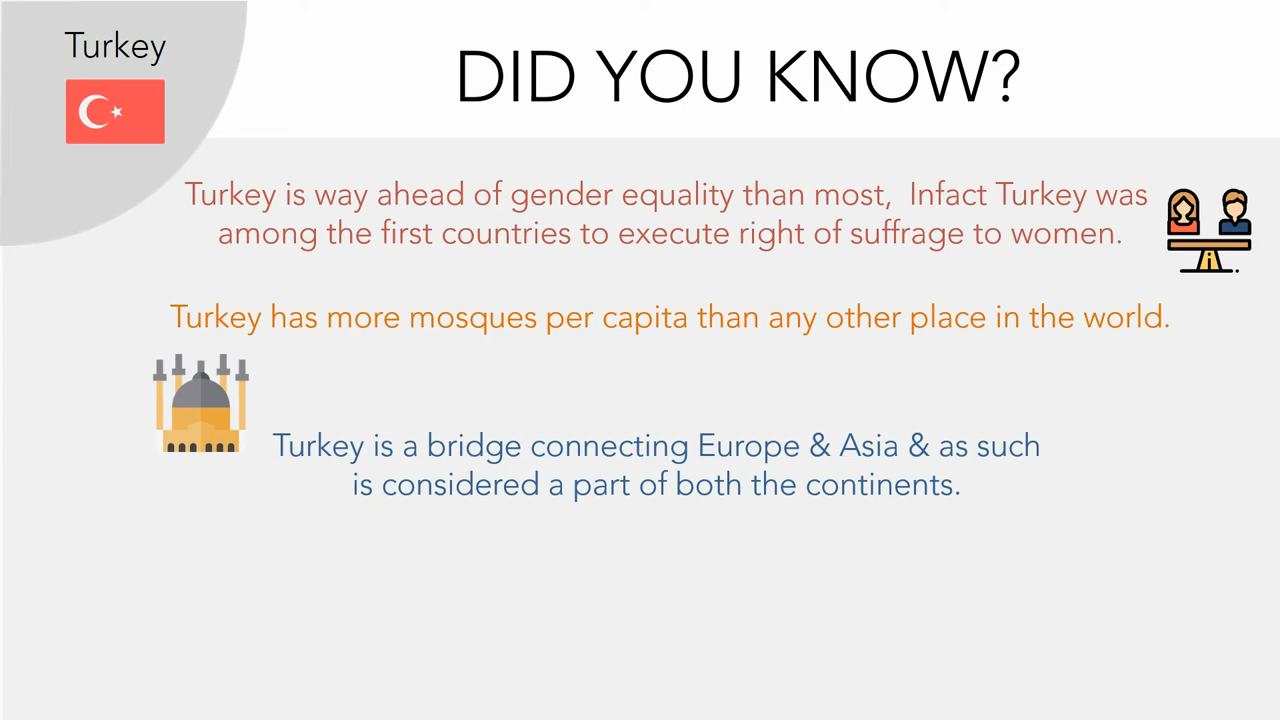 Turkey
DID YOU KNOW?
Turkey is way ahead of gender equality than most,  Infact Turkey was
among the first countries to execute right of suffrage to women.
Turkey has more mosques per capita than any other place in the world.
Turkey is a bridge connecting Europe & Asia & as such
is considered a part of both the continents.